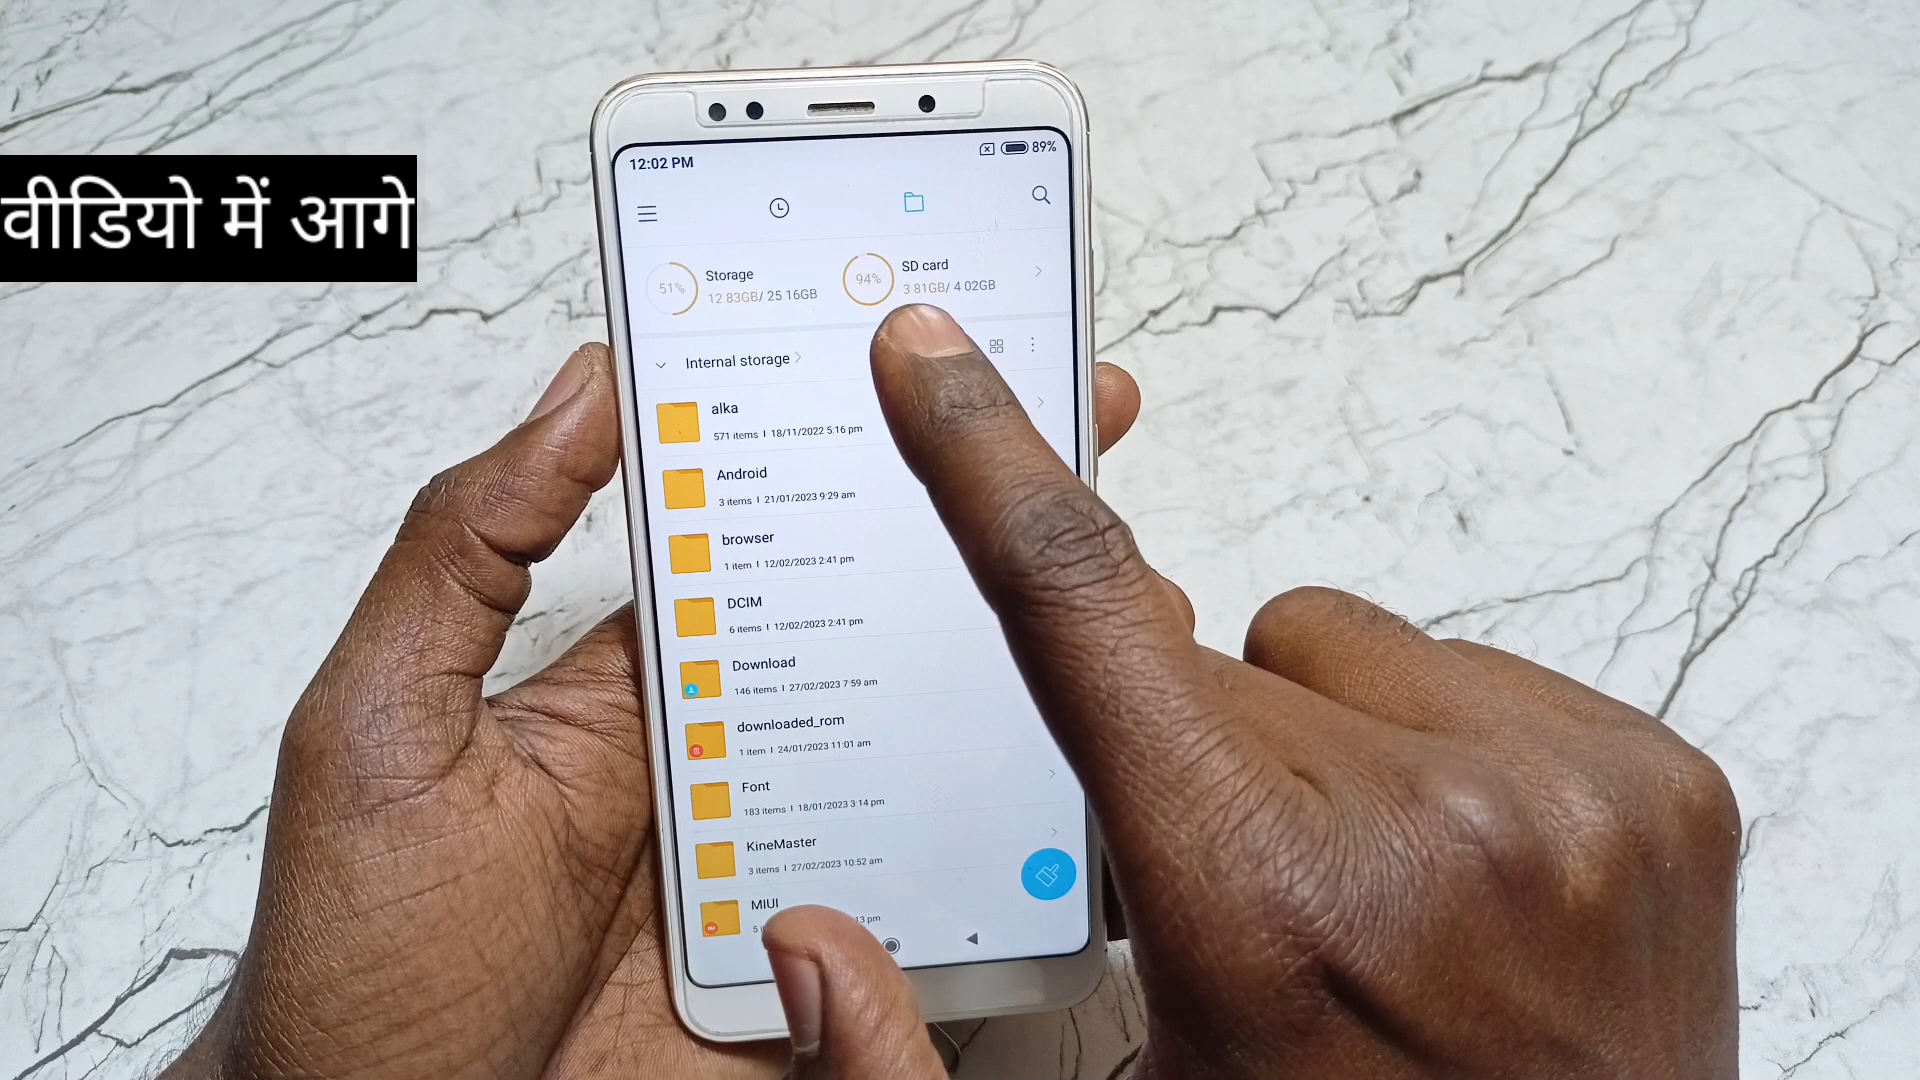 वीडियो में आगे
12:02 PM
89%
51%
Storage
12.83GB/ 25.16GB
94%
SD card
3.81GB/ 4.02GB
Internal storage
alka
571 items | 18/11/2022 5:16 pm
Android
3 items | 21/01/2023 9:29 am
browser
1 item | 12/02/2023 2:41 pm
DCIM
6 items | 12/02/2023 2:41 pm
Download
146 items | 27/02/2023 7:59 am
downloaded_rom
1 item | 24/01/2023 11:01 am
Font
183 items | 18/01/2023 3:14 pm
KineMaster
3 items | 27/02/2023 10:52 am
MIUI
5
13 pm